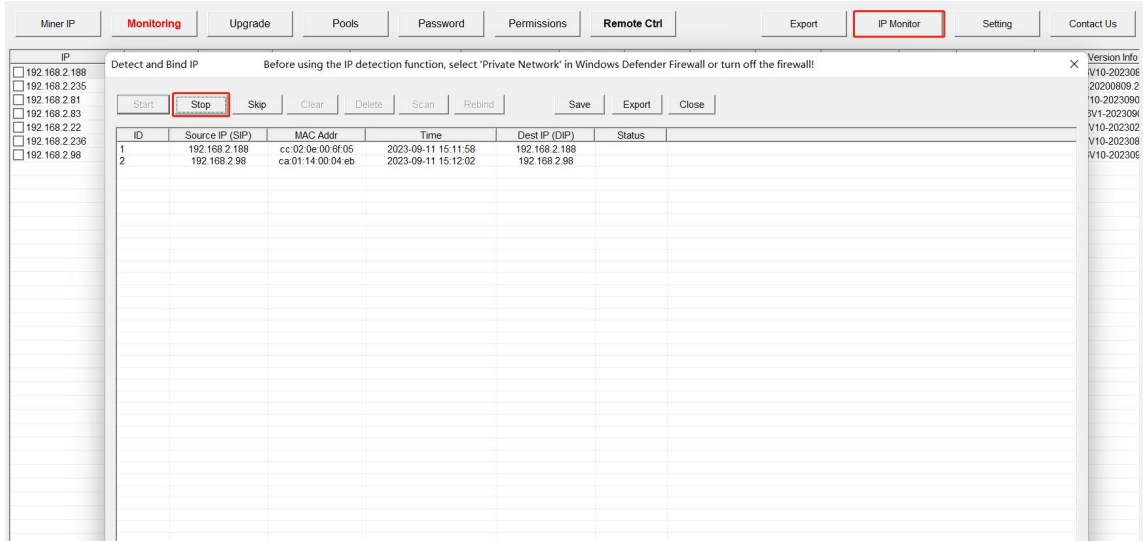 Miner IP Monitoring Upgrade Pools Password Permissions Remote Ctrl Export IP Monitor Setting Contact Us
IP Version Info
Detect and Bind IP Before using the IP detection function, select 'Private Network' in Windows Defender Firewall or turn off the firewall!
Start Stop Skip Clear Delete Scan Rebind Save Export Close
ID Source IP (SIP) MAC Addr Time Dest IP (DIP) Status
1 192.168.2.188 cc:02:0e:00:6f:05 2023-09-11 15:11:58 192.168.2.188
2 192.168.2.98 ca:01:14:00:04:eb 2023-09-11 15:12:02 192.168.2.98
192.168.2.188
192.168.2.235
192.168.2.81
192.168.2.83
192.168.2.22
192.168.2.236
192.168.2.98